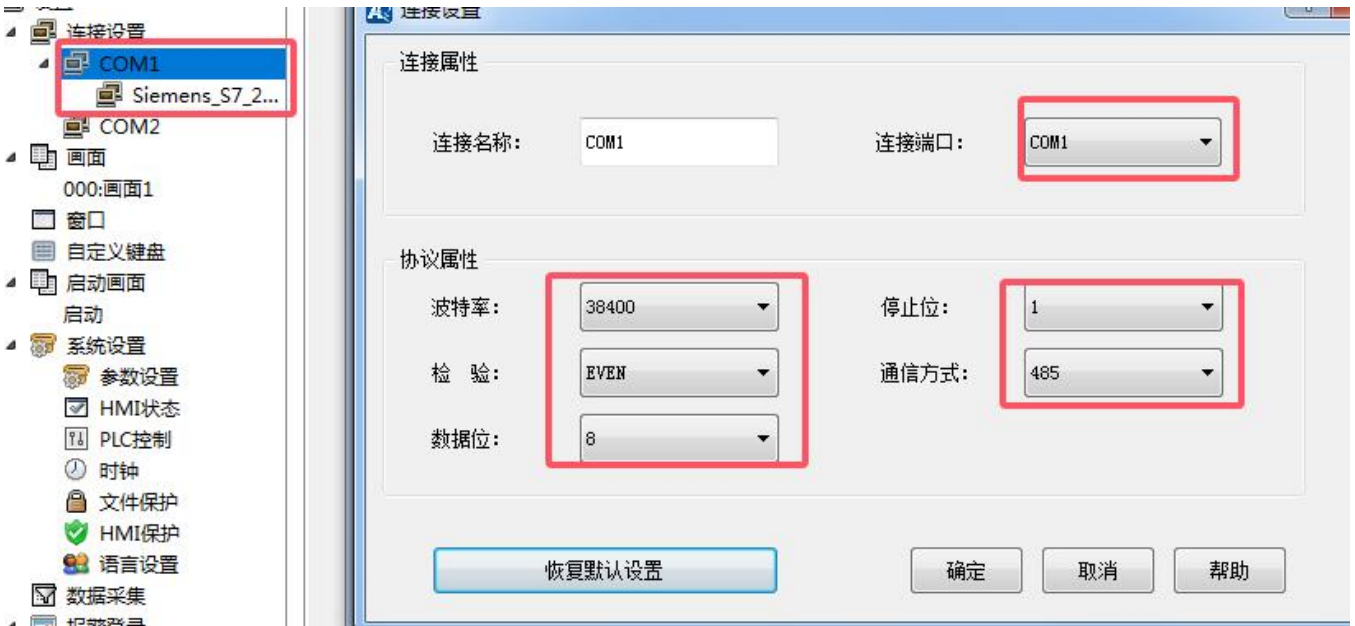 连接设置
COM1
Siemens_S7_2...
COM2
画面
000:画面1
窗口
自定义键盘
启动画面
启动
系统设置
参数设置
HMI状态
PLC控制
时钟
文件保护
HMI保护
语言设置
数据采集
报警登录
连接设置
连接属性
连接名称: COM1 连接端口: COM1
协议属性
波特率: 38400 停止位: 1
检 验: EVEN 通信方式: 485
数据位: 8
恢复默认设置 确定 取消 帮助